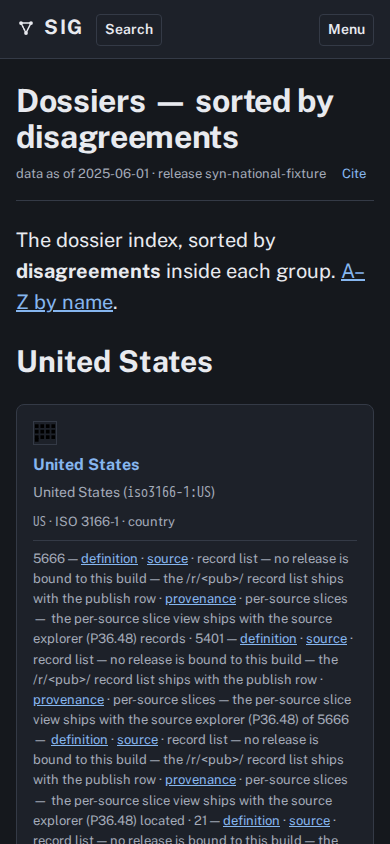 SIG
Search
Menu
Dossiers — sorted by
disagreements
data as of 2025-06-01 · release syn-national-fixture
Cite
The dossier index, sorted by
disagreements inside each group. A–
Z by name.
United States
United States
United States (iso3166-1:US)
US · ISO 3166-1 · country
5666 — definition · source · record list — no release is
bound to this build — the /r/<pub>/ record list ships
with the publish row · provenance · per-source slices
— the per-source slice view ships with the source
explorer (P36.48) records · 5401 — definition · source ·
record list — no release is bound to this build — the
/r/<pub>/ record list ships with the publish row ·
provenance · per-source slices — the per-source slice
view ships with the source explorer (P36.48) of 5666
— definition · source · record list — no release is
bound to this build — the /r/<pub>/ record list ships
with the publish row · provenance · per-source slices
— the per-source slice view ships with the source
explorer (P36.48) located · 21 — definition · source ·
record list — no release is bound to this build — the